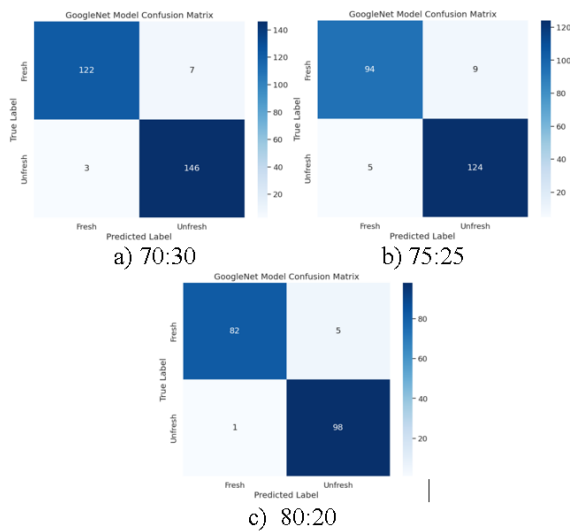 GoogleNet Model Confusion Matrix
True Label
Fresh
Unfresh
122
7
3
146
140
120
100
80
60
40
20
Fresh
Unfresh
Predicted Label
a) 70:30
GoogleNet Model Confusion Matrix
True Label
Fresh
Unfresh
94
9
5
124
120
100
80
60
40
20
Fresh
Unfresh
Predicted Label
b) 75:25
GoogleNet Model Confusion Matrix
True Label
Fresh
Unfresh
82
5
1
98
80
60
40
20
Fresh
Unfresh
Predicted Label
c) 80:20